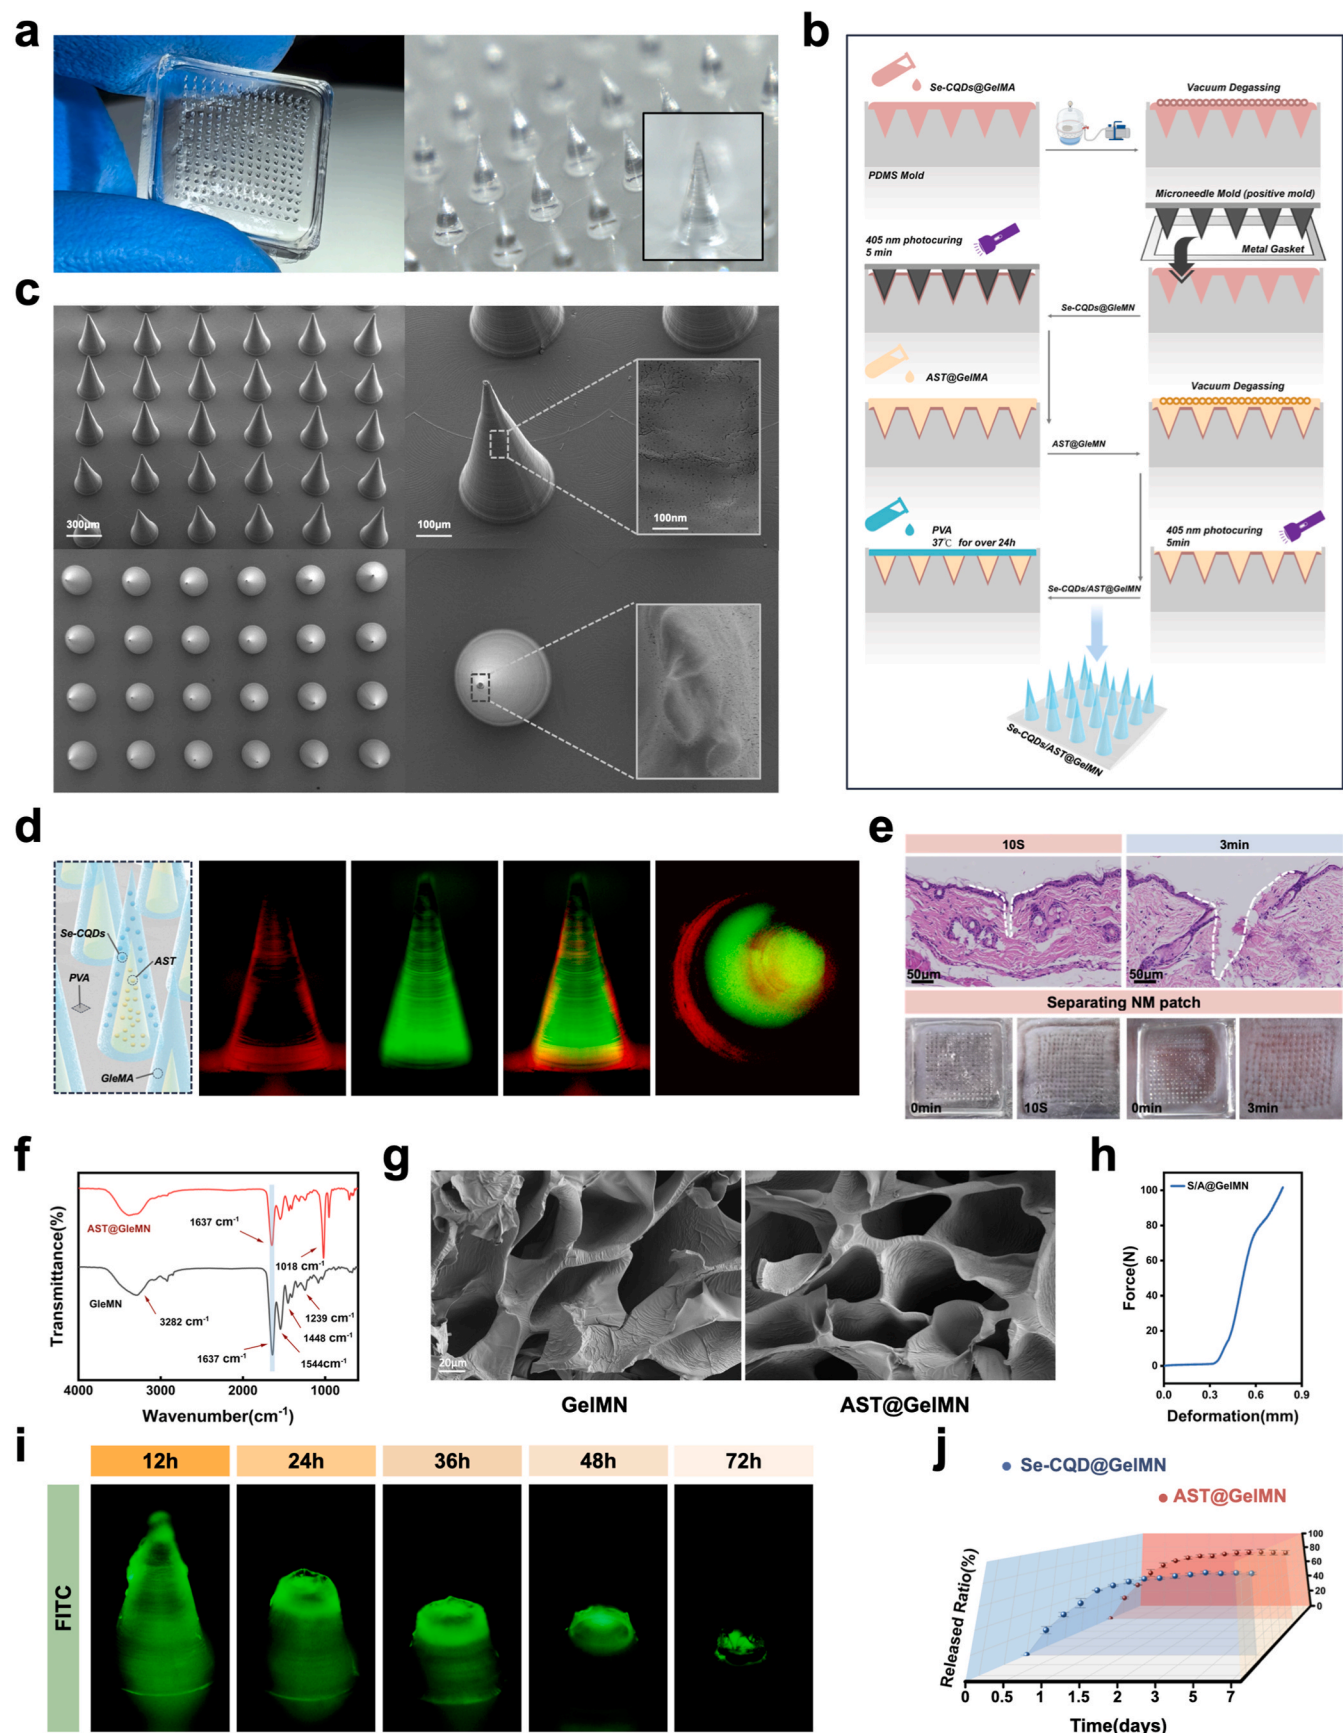 a
b
Se-CQDs@GelMA
Vacuum Degassing
PDMS Mold
Microneedle Mold (positive mold)
405 nm photocuring
5 min
Metal Gasket
Se-CQDs@GleMN
AST@GelMA
Vacuum Degassing
AST@GleMN
PVA
37℃ for over 24h
405 nm photocuring
5min
Se-CQDs/AST@GelMN
Se-CQDs/AST@GelMN
c
300μm
100μm
100nm
d
Se-CQDs
AST
PVA
GleMA
e
10S
3min
50μm
50μm
Separating NM patch
0min
10S
0min
3min
f
Transmittance(%)
AST@GleMN
1637 cm-1
1018 cm-1
GleMN
3282 cm-1
1239 cm-1
1448 cm-1
1637 cm-1
1544cm-1
4000
3000
2000
1000
Wavenumber(cm-1)
g
20μm
GelMN
AST@GelMN
h
S/A@GelMN
Force(N)
100
80
60
40
20
0
0.0
0.3
0.6
0.9
Deformation(mm)
i
12h
24h
36h
48h
72h
FITC
j
Se-CQD@GelMN
AST@GelMN
Released Ratio(%)
100
80
60
40
20
0
0
0.5
1
1.5
2
3
5
7
Time(days)